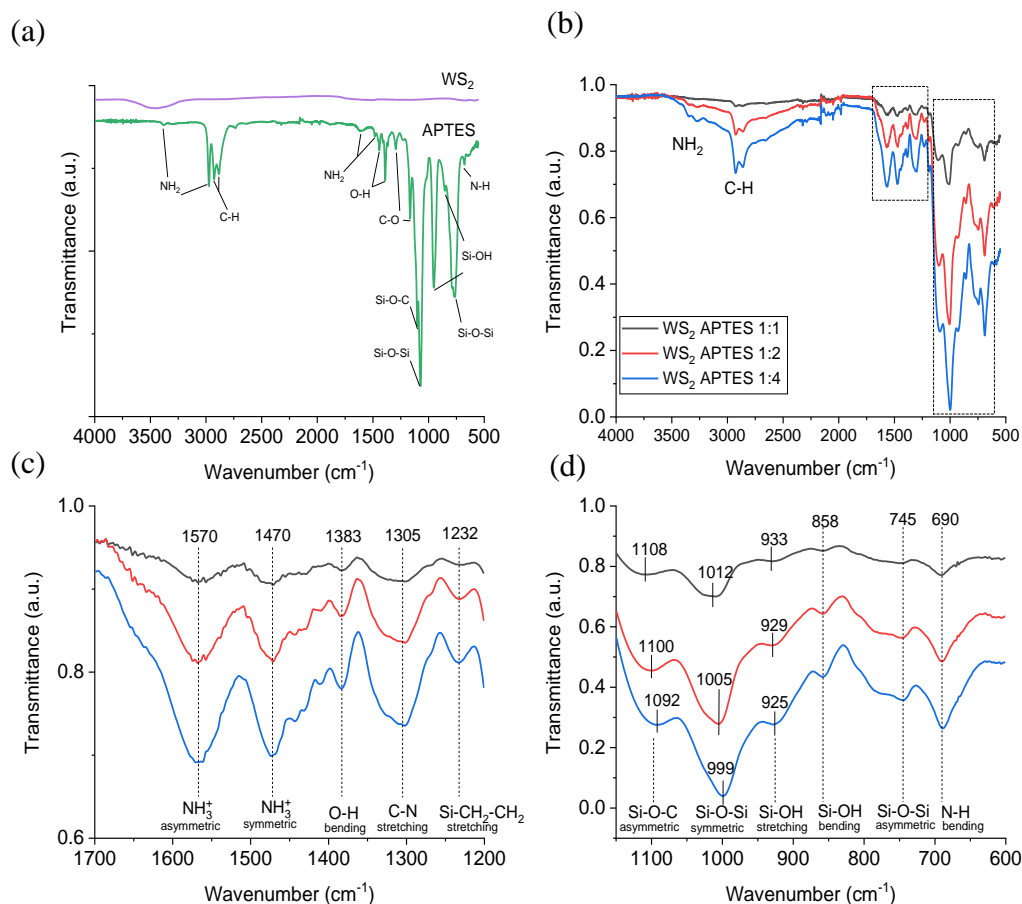 (a)
WS2
APTES
NH2
C-H
NH2
O-H
C-O
N-H
Si-OH
Si-O-C
Si-O-Si
Si-O-Si
Transmittance (a.u.)
4000 3500 3000 2500 2000 1500 1000 500
Wavenumber (cm-1)
(b)
1.0
0.8
0.6
0.4
0.2
0.0
Transmittance (a.u.)
NH2
C-H
WS2 APTES 1:1
WS2 APTES 1:2
WS2 APTES 1:4
4000 3500 3000 2500 2000 1500 1000 500
Wavenumber (cm-1)
(c)
1.0
0.8
0.6
Transmittance (a.u.)
1570 1470 1383 1305 1232
NH3+ NH3+ O-H C-N Si-CH2-CH2
asymmetric symmetric bending stretching stretching
1700 1600 1500 1400 1300 1200
Wavenumber (cm-1)
(d)
1.0
0.8
0.6
0.4
0.2
0.0
Transmittance (a.u.)
1108 1012 933 858 745 690
1100 1005 929
1092 999 925
Si-O-C Si-O-Si Si-OH Si-OH Si-O-Si N-H
asymmetric symmetric stretching bending asymmetric bending
1100 1000 900 800 700 600
Wavenumber (cm-1)